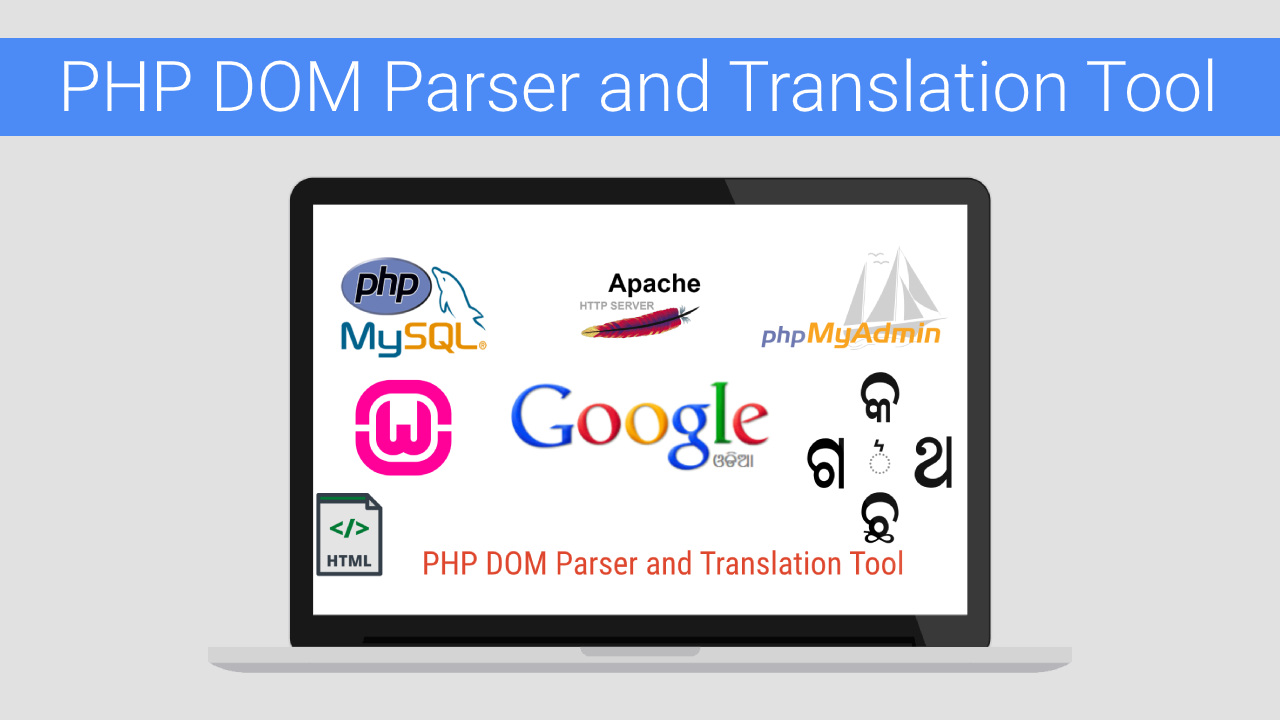 PHP DOM Parser and Translation Tool
php
MySQL®
Apache
HTTP SERVER
phpMyAdmin
W
Google
ଓଡ଼ିଆ
କ
ଗ
ଥ
ଛ
</>
HTML
PHP DOM Parser and Translation Tool